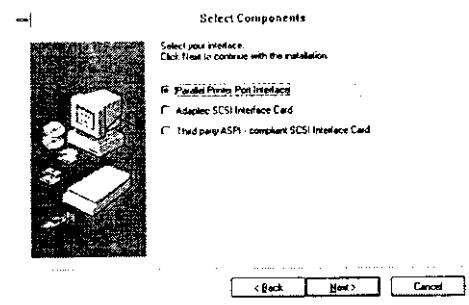 Select Components
Select your interface.
Click Next to continue with the installation.
Parallel Printer Port Interface
Adaptec SCSI Interface Card
Third party ASPI - compliant SCSI Interface Card
< Back
Next >
Cancel